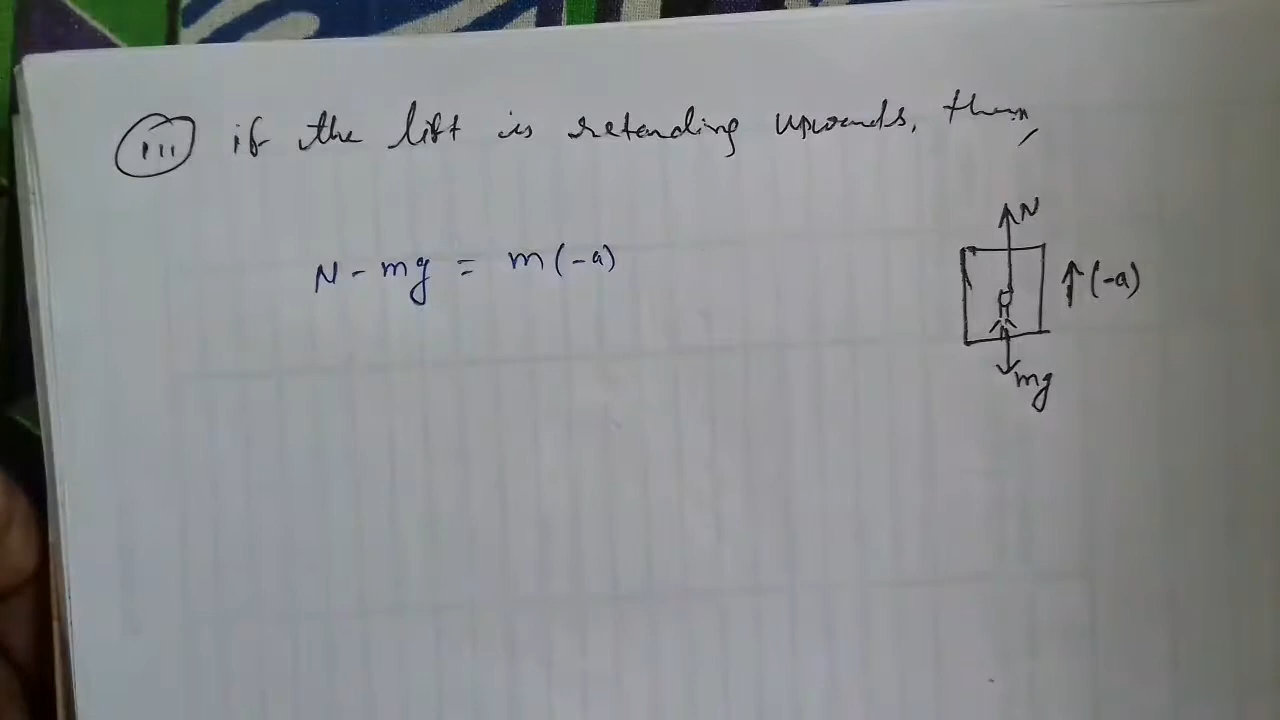 (iii) if the lift is retarding upwards, then,
N
N - mg = m(-a)
↑(-a)
mg